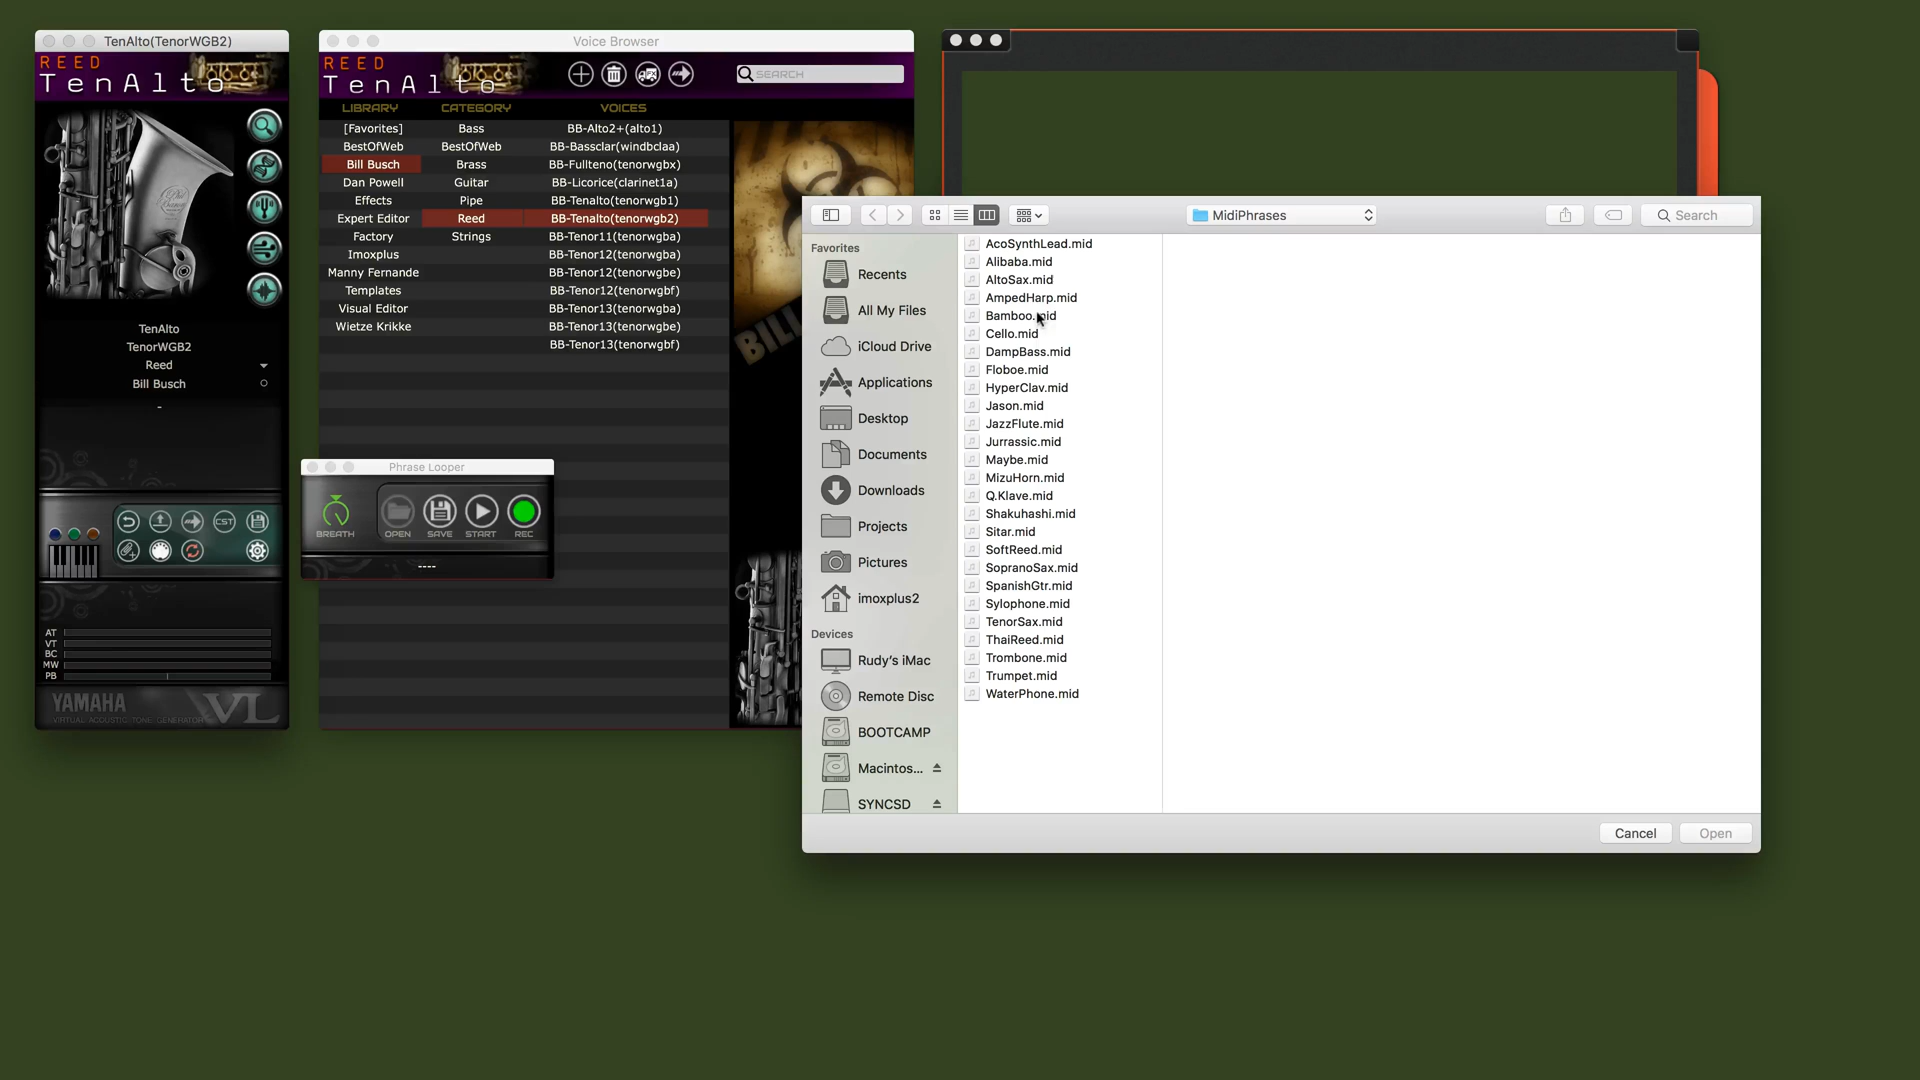 TenAlto(TenorWGB2)
REED
TenAlto
TenAlto
TenorWGB2
Reed
Bill Busch
-
CST
AT
VT
BC
MW
PB
YAMAHA VL
VIRTUAL ACOUSTIC TONE GENERATOR
Voice Browser
REED
TenAlto
SEARCH
LIBRARY CATEGORY VOICES
[Favorites] Bass BB-Alto2+(alto1)
BestOfWeb BestOfWeb BB-Bassclar(windbclaa)
Bill Busch Brass BB-Fullteno(tenorwgbx)
Dan Powell Guitar BB-Licorice(clarinet1a)
Effects Pipe BB-Tenalto(tenorwgb1)
Expert Editor Reed BB-Tenalto(tenorwgb2)
Factory Strings BB-Tenor11(tenorwgba)
Imoxplus BB-Tenor12(tenorwgba)
Manny Fernande BB-Tenor12(tenorwgbe)
Templates BB-Tenor12(tenorwgbf)
Visual Editor BB-Tenor13(tenorwgba)
Wietze Krikke BB-Tenor13(tenorwgbe)
BB-Tenor13(tenorwgbf)
BILL
Phrase Looper
BREATH OPEN SAVE START REC
----
MidiPhrases
Search
Favorites
Recents
All My Files
iCloud Drive
Applications
Desktop
Documents
Downloads
Projects
Pictures
imoxplus2
Devices
Rudy’s iMac
Remote Disc
BOOTCAMP
Macintos...
SYNCSD
AcoSynthLead.mid
Alibaba.mid
AltoSax.mid
AmpedHarp.mid
Bamboo.mid
Cello.mid
DampBass.mid
Floboe.mid
HyperClav.mid
Jason.mid
JazzFlute.mid
Jurrassic.mid
Maybe.mid
MizuHorn.mid
Q.Klave.mid
Shakuhashi.mid
Sitar.mid
SoftReed.mid
SopranoSax.mid
SpanishGtr.mid
Sylophone.mid
TenorSax.mid
ThaiReed.mid
Trombone.mid
Trumpet.mid
WaterPhone.mid
Cancel Open